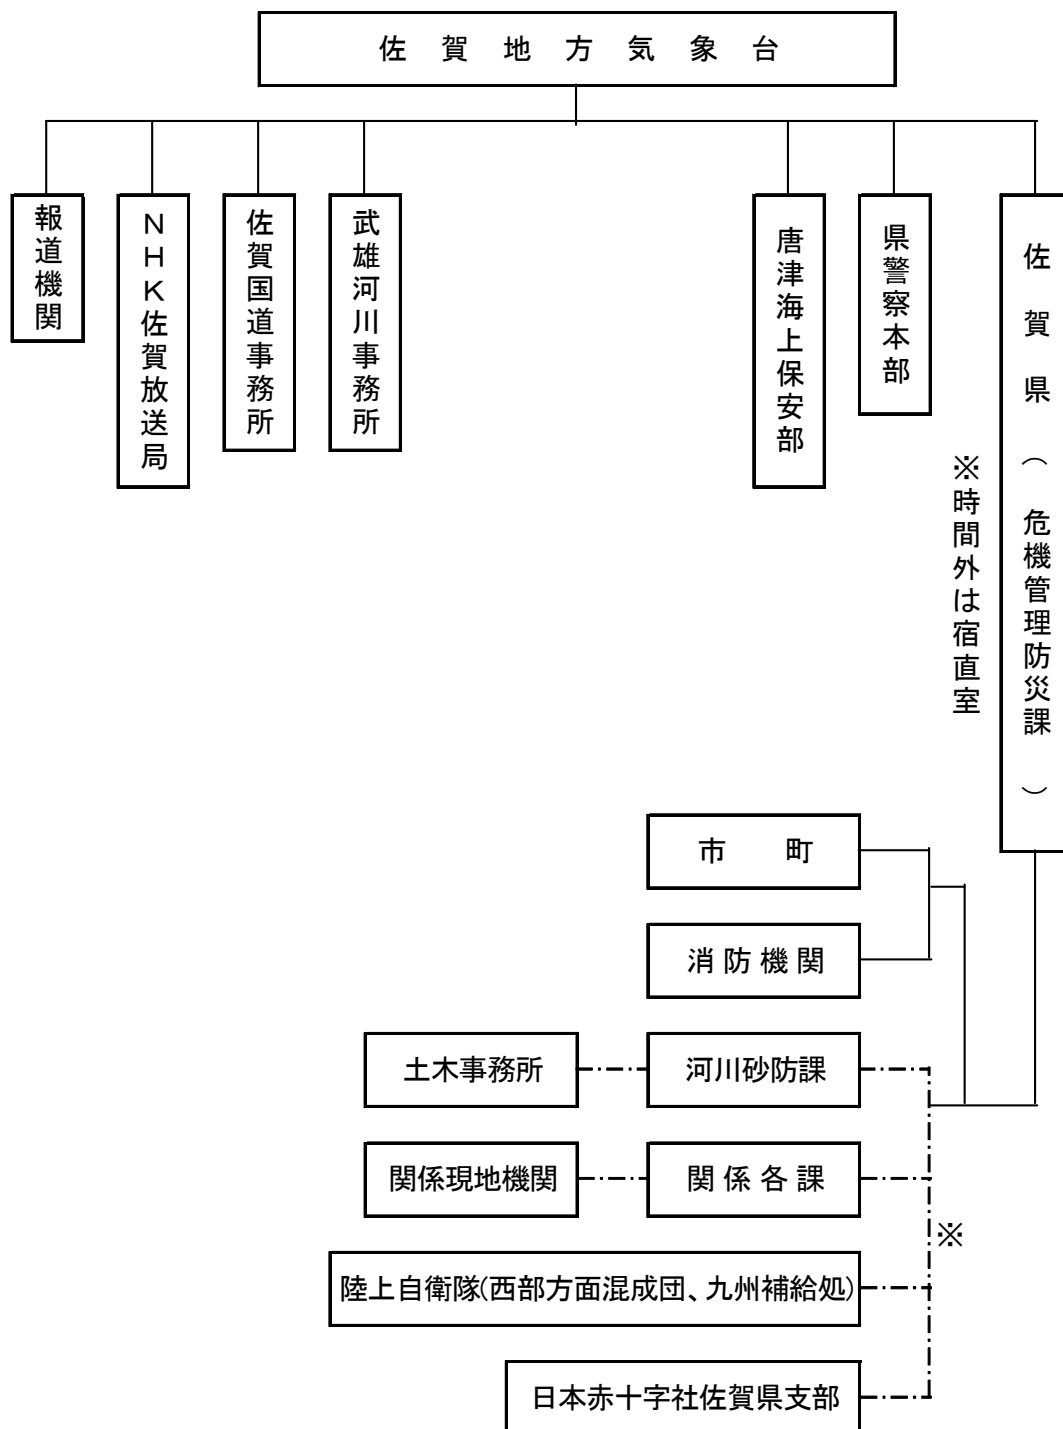 佐賀地方気象台
報道機関
NHK佐賀放送局
佐賀国道事務所
武雄河川事務所
唐津海上保安部
県警察本部
佐賀県(危機管理防災課)
※時間外は宿直室
市町
消防機関
土木事務所
河川砂防課
関係現地機関
関係各課
※
陸上自衛隊(西部方面混成団、九州補給処)
日本赤十字社佐賀県支部